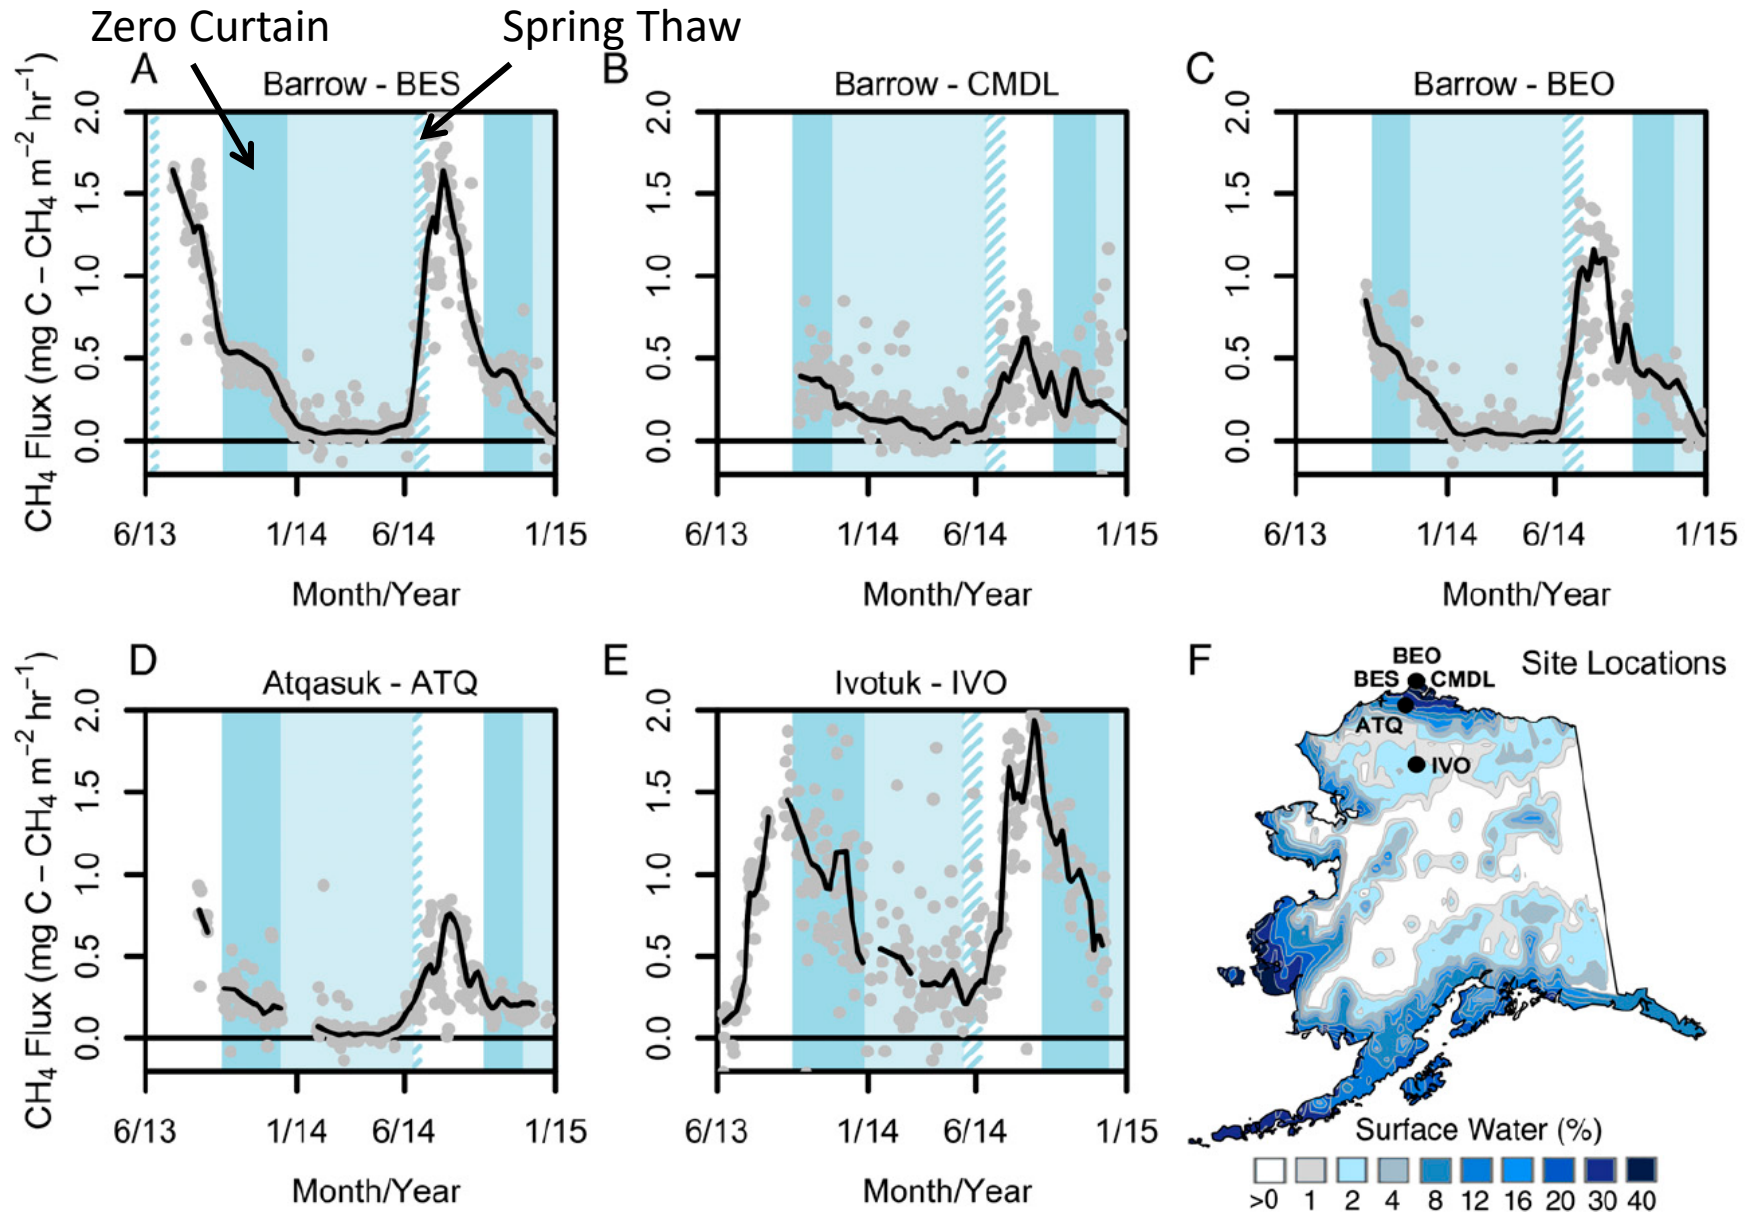 Zero Curtain
Spring Thaw
A
Barrow - BES
CH₄ Flux (mg C – CH₄ m⁻² hr⁻¹)
2.0
1.5
1.0
0.5
0.0
6/13
1/14
6/14
1/15
Month/Year
B
Barrow - CMDL
2.0
1.5
1.0
0.5
0.0
6/13
1/14
6/14
1/15
Month/Year
C
Barrow - BEO
2.0
1.5
1.0
0.5
0.0
6/13
1/14
6/14
1/15
Month/Year
D
Atqasuk - ATQ
CH₄ Flux (mg C – CH₄ m⁻² hr⁻¹)
2.0
1.5
1.0
0.5
0.0
6/13
1/14
6/14
1/15
Month/Year
E
Ivotuk - IVO
2.0
1.5
1.0
0.5
0.0
6/13
1/14
6/14
1/15
Month/Year
F
Site Locations
BEO
BES
CMDL
ATQ
IVO
Surface Water (%)
>0 1 2 4 8 12 16 20 30 40